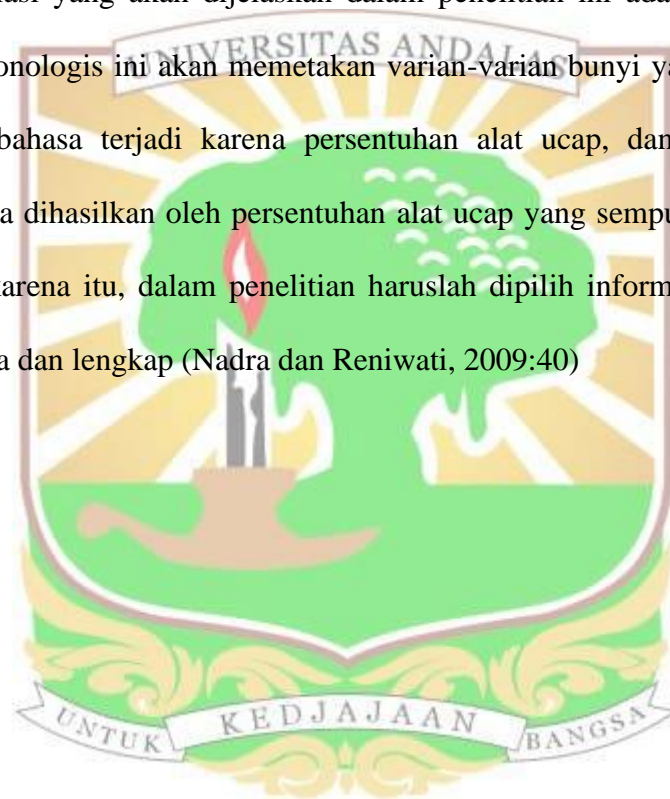 asi yang akan dijelaskan dalam penelitian ini ada
UNIVERSITAS ANDALAS
onologis ini akan memetakan varian-varian bunyi ya
bahasa terjadi karena persentuhan alat ucap, dan
a dihasilkan oleh persentuhan alat ucap yang sempu
karena itu, dalam penelitian haruslah dipilih inform
a dan lengkap (Nadra dan Reniwati, 2009:40)
UNTUK KEDJAJAAN BANGSA